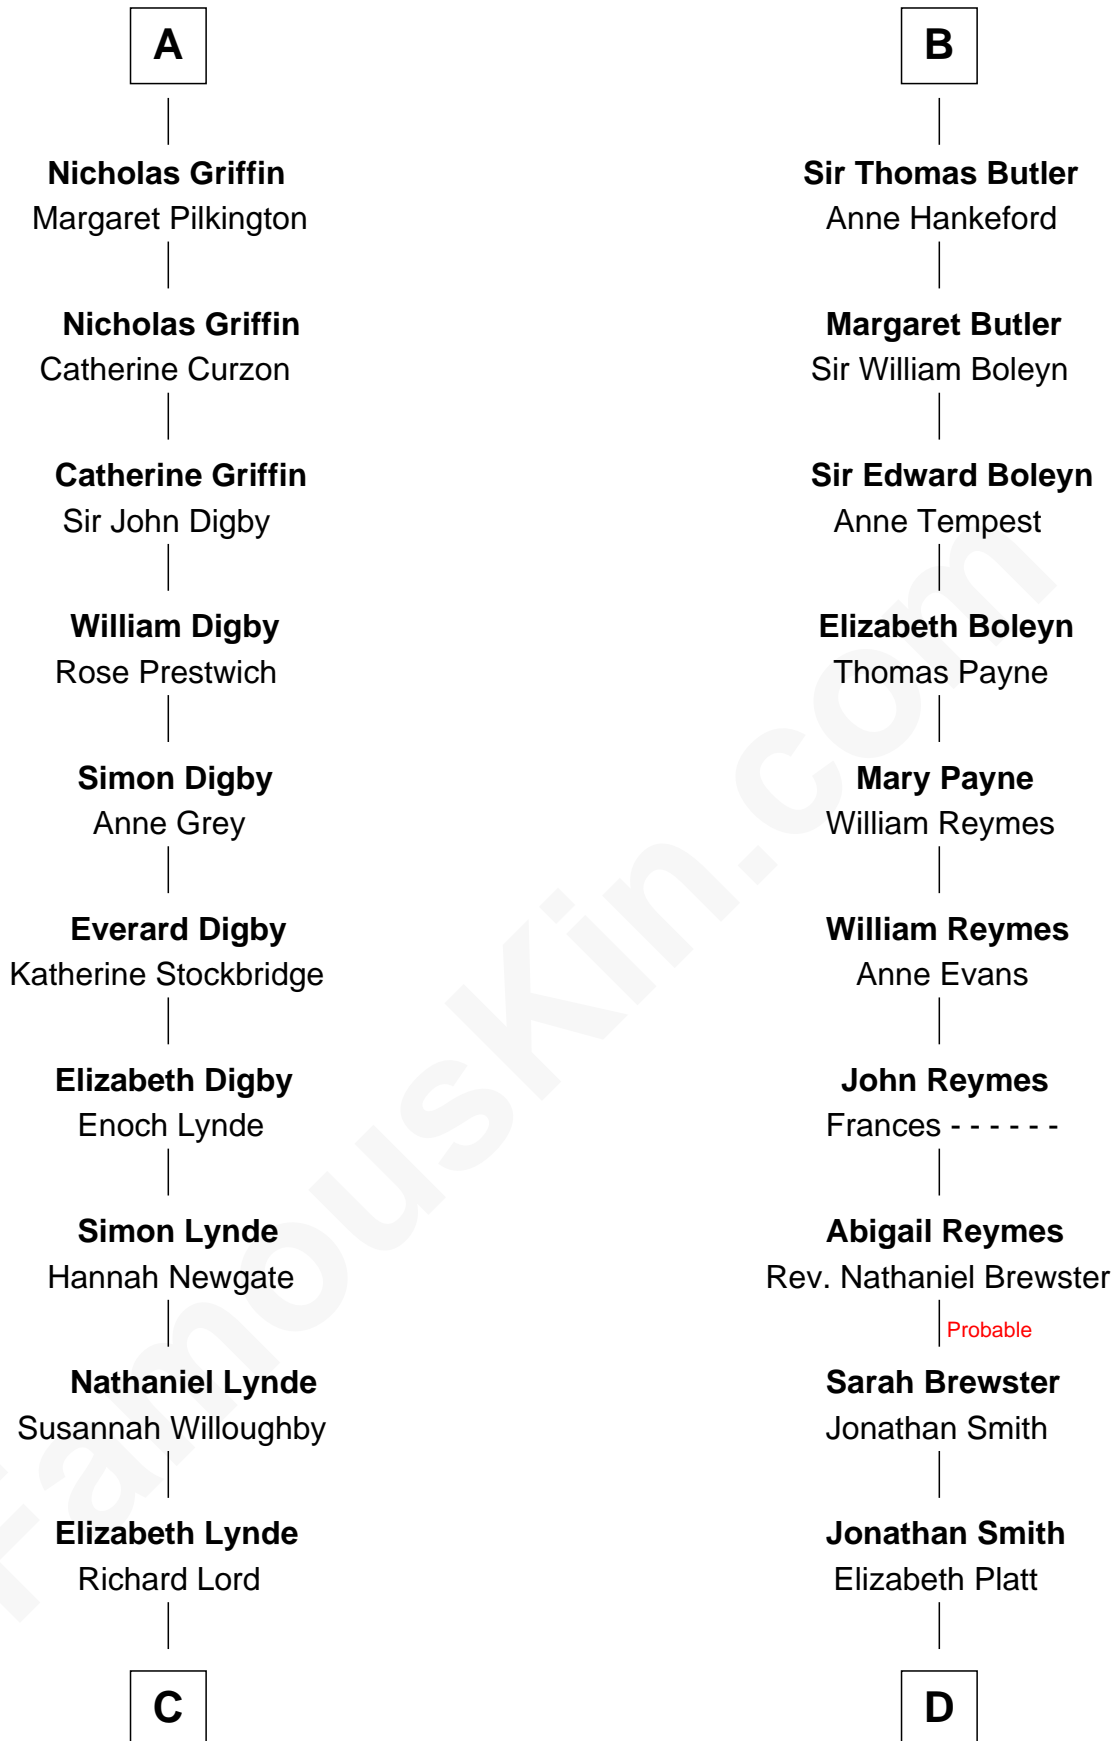 A
Nicholas Griffin
Margaret Pilkington
Nicholas Griffin
Catherine Curzon
Catherine Griffin
Sir John Digby
William Digby
Rose Prestwich
Simon Digby
Anne Grey
Everard Digby
Katherine Stockbridge
Elizabeth Digby
Enoch Lynde
Simon Lynde
Hannah Newgate
Nathaniel Lynde
Susannah Willoughby
Elizabeth Lynde
Richard Lord
C
B
Sir Thomas Butler
Anne Hankeford
Margaret Butler
Sir William Boleyn
Sir Edward Boleyn
Anne Tempest
Elizabeth Boleyn
Thomas Payne
Mary Payne
William Reymes
William Reymes
Anne Evans
John Reymes
Frances - - - - - -
Abigail Reymes
Rev. Nathaniel Brewster
Probable
Sarah Brewster
Jonathan Smith
Jonathan Smith
Elizabeth Platt
D
FamousKin.com